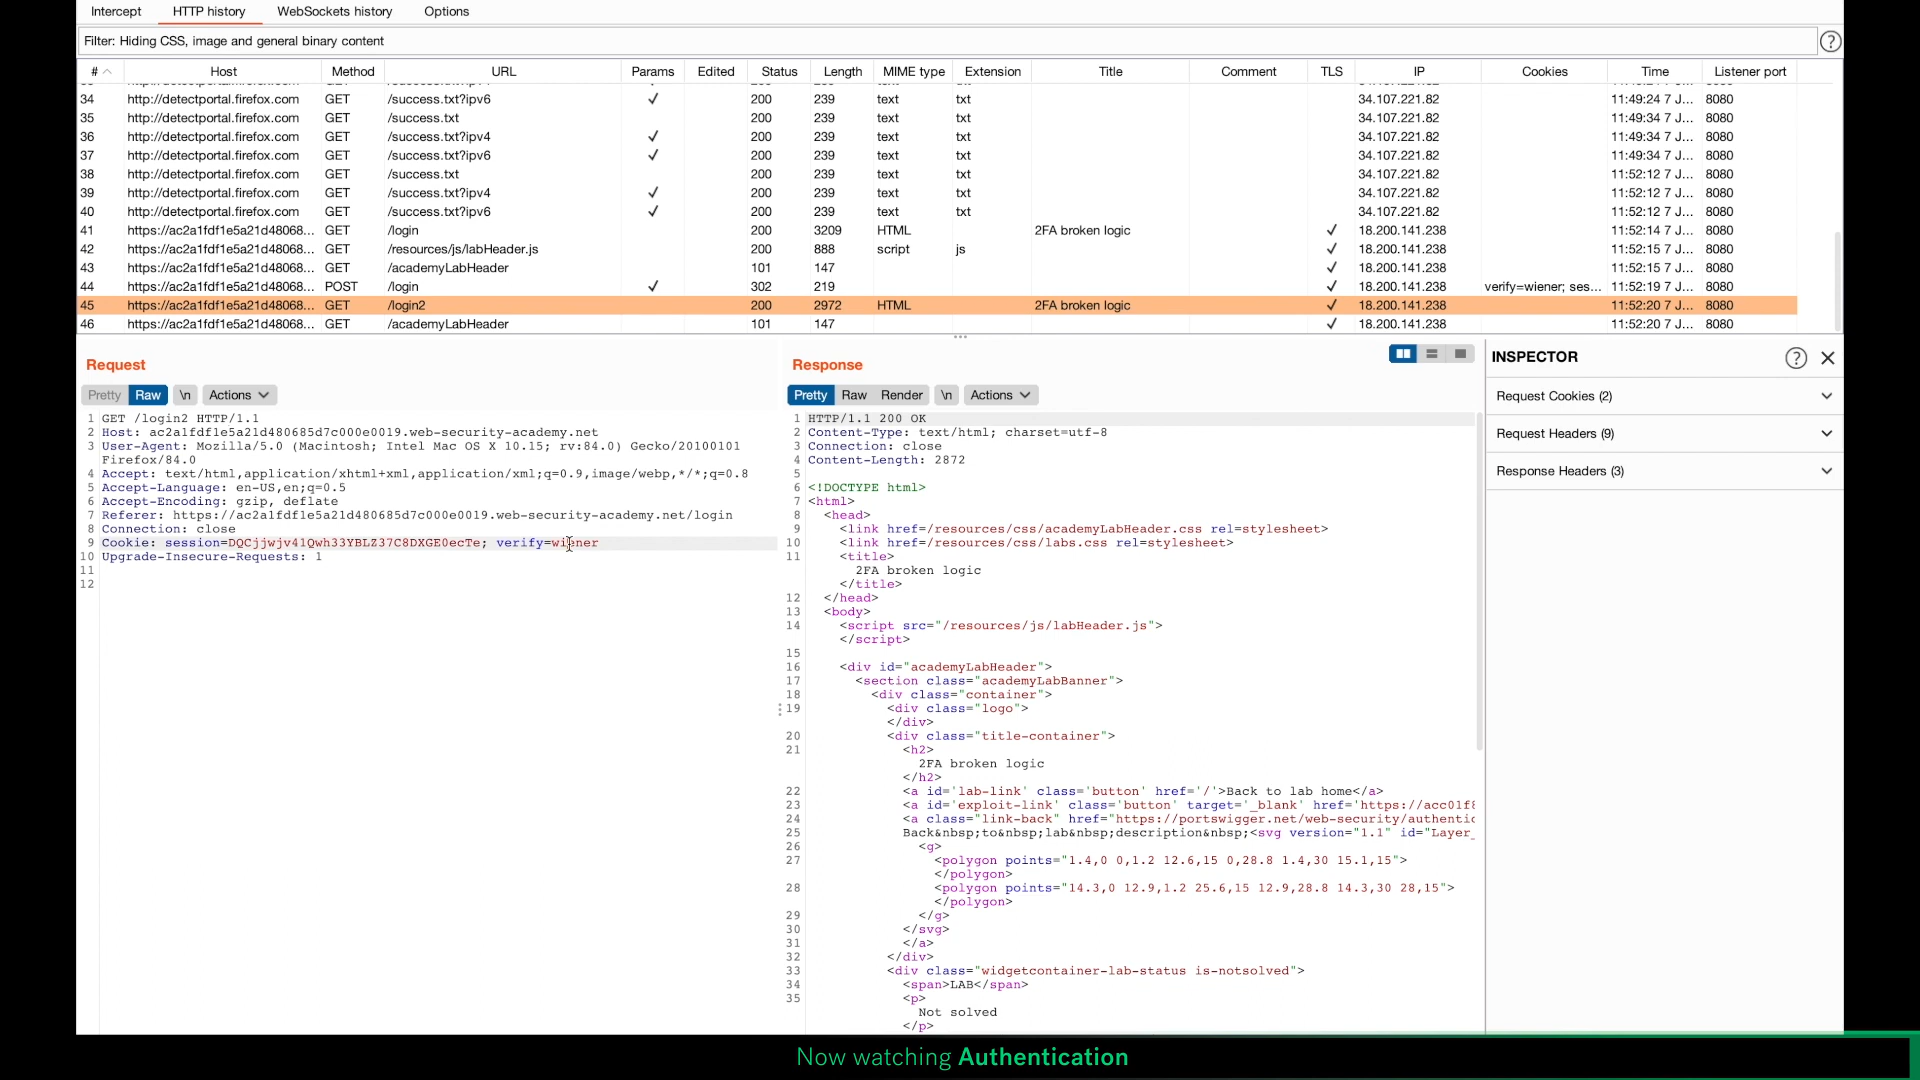 Intercept HTTP history WebSockets history Options
Filter: Hiding CSS, image and general binary content
# Host Method URL Params Edited Status Length MIME type Extension Title Comment TLS IP Cookies Time Listener port
34 http://detectportal.firefox.com GET /success.txt?ipv6 ✓ 200 239 text txt 34.107.221.82 11:49:24 7 J... 8080
35 http://detectportal.firefox.com GET /success.txt 200 239 text txt 34.107.221.82 11:49:34 7 J... 8080
36 http://detectportal.firefox.com GET /success.txt?ipv4 ✓ 200 239 text txt 34.107.221.82 11:49:34 7 J... 8080
37 http://detectportal.firefox.com GET /success.txt?ipv6 ✓ 200 239 text txt 34.107.221.82 11:49:34 7 J... 8080
38 http://detectportal.firefox.com GET /success.txt 200 239 text txt 34.107.221.82 11:52:12 7 J... 8080
39 http://detectportal.firefox.com GET /success.txt?ipv4 ✓ 200 239 text txt 34.107.221.82 11:52:12 7 J... 8080
40 http://detectportal.firefox.com GET /success.txt?ipv6 ✓ 200 239 text txt 34.107.221.82 11:52:12 7 J... 8080
41 https://ac2a1fdf1e5a21d48068... GET /login 200 3209 HTML 2FA broken logic ✓ 18.200.141.238 11:52:14 7 J... 8080
42 https://ac2a1fdf1e5a21d48068... GET /resources/js/labHeader.js 200 888 script js ✓ 18.200.141.238 11:52:15 7 J... 8080
43 https://ac2a1fdf1e5a21d48068... GET /academyLabHeader 101 147 ✓ 18.200.141.238 11:52:15 7 J... 8080
44 https://ac2a1fdf1e5a21d48068... POST /login ✓ 302 219 ✓ 18.200.141.238 verify=wiener; ses... 11:52:19 7 J... 8080
45 https://ac2a1fdf1e5a21d48068... GET /login2 200 2972 HTML 2FA broken logic ✓ 18.200.141.238 11:52:20 7 J... 8080
46 https://ac2a1fdf1e5a21d48068... GET /academyLabHeader 101 147 ✓ 18.200.141.238 11:52:20 7 J... 8080
Request
Pretty Raw \n Actions
1 GET /login2 HTTP/1.1
2 Host: ac2a1fdf1e5a21d480685d7c000e0019.web-security-academy.net
3 User-Agent: Mozilla/5.0 (Macintosh; Intel Mac OS X 10.15; rv:84.0) Gecko/20100101
Firefox/84.0
4 Accept: text/html,application/xhtml+xml,application/xml;q=0.9,image/webp,*/*;q=0.8
5 Accept-Language: en-US,en;q=0.5
6 Accept-Encoding: gzip, deflate
7 Referer: https://ac2a1fdf1e5a21d480685d7c000e0019.web-security-academy.net/login
8 Connection: close
9 Cookie: session=DQCjjwjv41Qwh33YBLZ37C8DXGE0ecTe; verify=wiener
10 Upgrade-Insecure-Requests: 1
11
12
Response
Pretty Raw Render \n Actions
1 HTTP/1.1 200 OK
2 Content-Type: text/html; charset=utf-8
3 Connection: close
4 Content-Length: 2872
5
6 <!DOCTYPE html>
7 <html>
8 <head>
9 <link href=/resources/css/academyLabHeader.css rel=stylesheet>
10 <link href=/resources/css/labs.css rel=stylesheet>
11 <title>
2FA broken logic
</title>
12 </head>
13 <body>
14 <script src="/resources/js/labHeader.js">
</script>
15
16 <div id="academyLabHeader">
17 <section class="academyLabBanner">
18 <div class="container">
19 <div class="logo">
</div>
20 <div class="title-container">
21 <h2>
2FA broken logic
</h2>
22 <a id='lab-link' class='button' href='/'>Back to lab home</a>
23 <a id='exploit-link' class='button' target='_blank' href='https://acc01f8
24 <a class="link-back" href="https://portswigger.net/web-security/authentic
25 Back&nbsp;to&nbsp;lab&nbsp;description&nbsp;<svg version="1.1" id="Layer_
26 <g>
27 <polygon points="1.4,0 0,1.2 12.6,15 0,28.8 1.4,30 15.1,15">
</polygon>
28 <polygon points="14.3,0 12.9,1.2 25.6,15 12.9,28.8 14.3,30 28,15">
</polygon>
29 </g>
30 </svg>
31 </a>
32 </div>
33 <div class="widgetcontainer-lab-status is-notsolved">
34 <span>LAB</span>
35 <p>
Not solved
</p>
INSPECTOR
Request Cookies (2)
Request Headers (9)
Response Headers (3)
Now watching Authentication